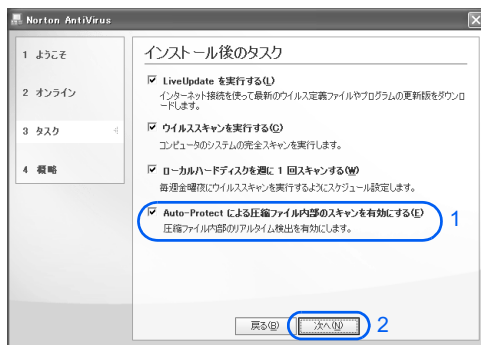 Norton AntiVirus
1 ようこそ
2 オンライン
3 タスク
4 概略
インストール後のタスク
LiveUpdate を実行する(L)
インターネット接続を使って最新のウイルス定義ファイルやプログラムの更新版をダウンロ
ードします。
ウイルススキャンを実行する(C)
コンピュータのシステムの完全スキャンを実行します。
ローカルハードディスクを週に 1 回スキャンする(W)
毎週金曜夜にウイルススキャンを実行するようにスケジュール設定します。
Auto-Protect による圧縮ファイル内部のスキャンを有効にする(E)
1
圧縮ファイル内部のリアルタイム検出を有効にします。
戻る(B)
次へ(N)
2